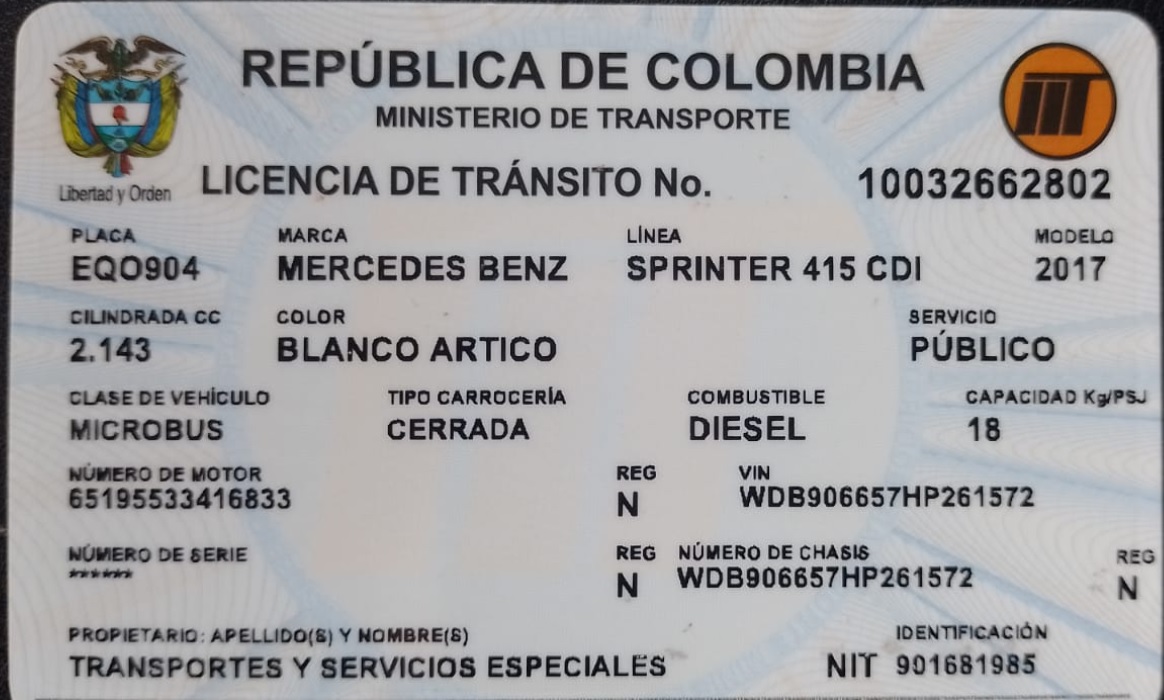 REPÚBLICA DE COLOMBIA
MINISTERIO DE TRANSPORTE
Libertad y Orden
LICENCIA DE TRÁNSITO No. 10032662802
PLACA MARCA LÍNEA MODELO
EQO904 MERCEDES BENZ SPRINTER 415 CDI 2017
CILINDRADA CC COLOR SERVICIO
2.143 BLANCO ARTICO PÚBLICO
CLASE DE VEHÍCULO TIPO CARROCERÍA COMBUSTIBLE CAPACIDAD Kg/PSJ
MICROBUS CERRADA DIESEL 18
NÚMERO DE MOTOR REG VIN
65195533416833 N WDB906657HP261572
NÚMERO DE SERIE REG NÚMERO DE CHASIS REG
****** N WDB906657HP261572 N
PROPIETARIO: APELLIDO(S) Y NOMBRE(S) IDENTIFICACIÓN
TRANSPORTES Y SERVICIOS ESPECIALES NIT 901681985